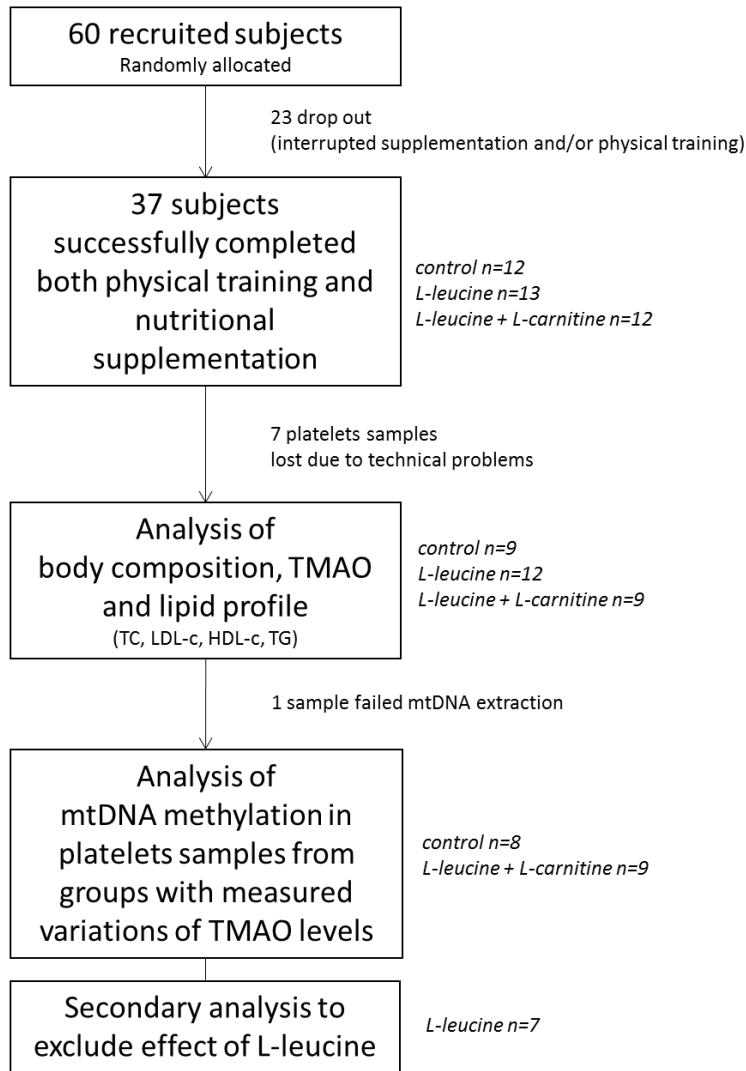 60 recruited subjects
Randomly allocated
23 drop out
(interrupted supplementation and/or physical training)
37 subjects
successfully completed
both physical training and
nutritional
supplementation
control n=12
L-leucine n=13
L-leucine + L-carnitine n=12
7 platelets samples
lost due to technical problems
Analysis of
body composition, TMAO
and lipid profile
(TC, LDL-c, HDL-c, TG)
control n=9
L-leucine n=12
L-leucine + L-carnitine n=9
1 sample failed mtDNA extraction
Analysis of
mtDNA methylation in
platelets samples from
groups with measured
variations of TMAO levels
control n=8
L-leucine + L-carnitine n=9
Secondary analysis to
exclude effect of L-leucine
L-leucine n=7